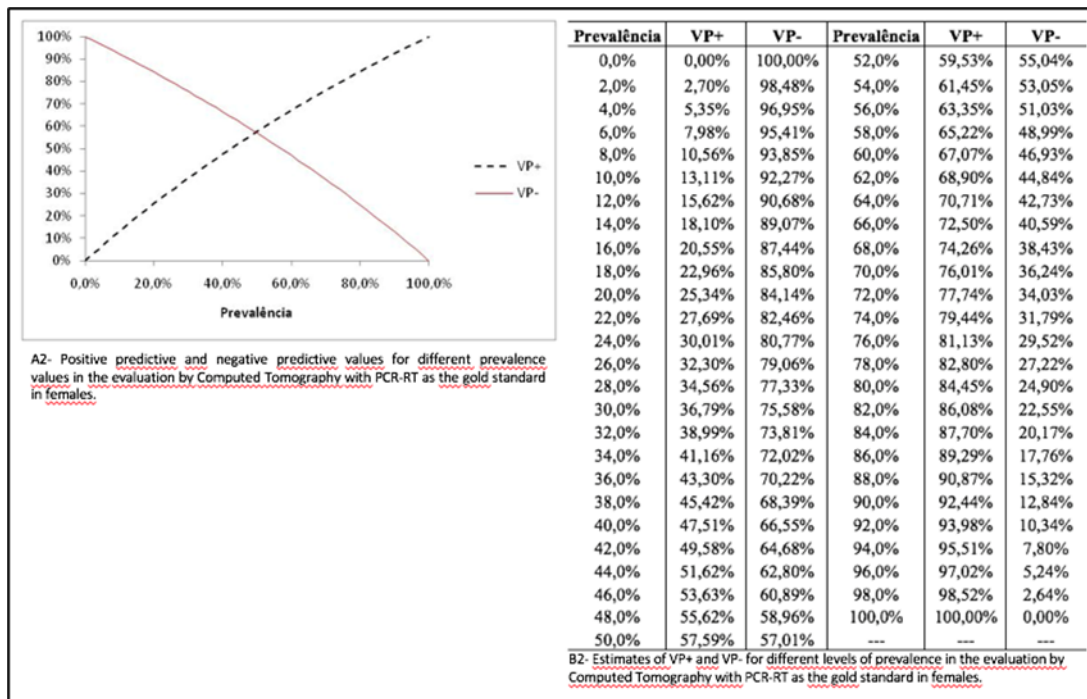 100%
90%
80%
70%
60%
50%
40%
30%
20%
10%
0%
0,0% 20,0% 40,0% 60,0% 80,0% 100,0%
Prevalência
VP+
VP-
A2- Positive predictive and negative predictive values for different prevalence
values in the evaluation by Computed Tomography with PCR-RT as the gold standard
in females.
Prevalência VP+ VP- Prevalência VP+ VP-
0,0% 0,00% 100,00% 52,0% 59,53% 55,04%
2,0% 2,70% 98,48% 54,0% 61,45% 53,05%
4,0% 5,35% 96,95% 56,0% 63,35% 51,03%
6,0% 7,98% 95,41% 58,0% 65,22% 48,99%
8,0% 10,56% 93,85% 60,0% 67,07% 46,93%
10,0% 13,11% 92,27% 62,0% 68,90% 44,84%
12,0% 15,62% 90,68% 64,0% 70,71% 42,73%
14,0% 18,10% 89,07% 66,0% 72,50% 40,59%
16,0% 20,55% 87,44% 68,0% 74,26% 38,43%
18,0% 22,96% 85,80% 70,0% 76,01% 36,24%
20,0% 25,34% 84,14% 72,0% 77,74% 34,03%
22,0% 27,69% 82,46% 74,0% 79,44% 31,79%
24,0% 30,01% 80,77% 76,0% 81,13% 29,52%
26,0% 32,30% 79,06% 78,0% 82,80% 27,22%
28,0% 34,56% 77,33% 80,0% 84,45% 24,90%
30,0% 36,79% 75,58% 82,0% 86,08% 22,55%
32,0% 38,99% 73,81% 84,0% 87,70% 20,17%
34,0% 41,16% 72,02% 86,0% 89,29% 17,76%
36,0% 43,30% 70,22% 88,0% 90,87% 15,32%
38,0% 45,42% 68,39% 90,0% 92,44% 12,84%
40,0% 47,51% 66,55% 92,0% 93,98% 10,34%
42,0% 49,58% 64,68% 94,0% 95,51% 7,80%
44,0% 51,62% 62,80% 96,0% 97,02% 5,24%
46,0% 53,63% 60,89% 98,0% 98,52% 2,64%
48,0% 55,62% 58,96% 100,0% 100,00% 0,00%
50,0% 57,59% 57,01% --- --- ---
B2- Estimates of VP+ and VP- for different levels of prevalence in the evaluation by
Computed Tomography with PCR-RT as the gold standard in females.